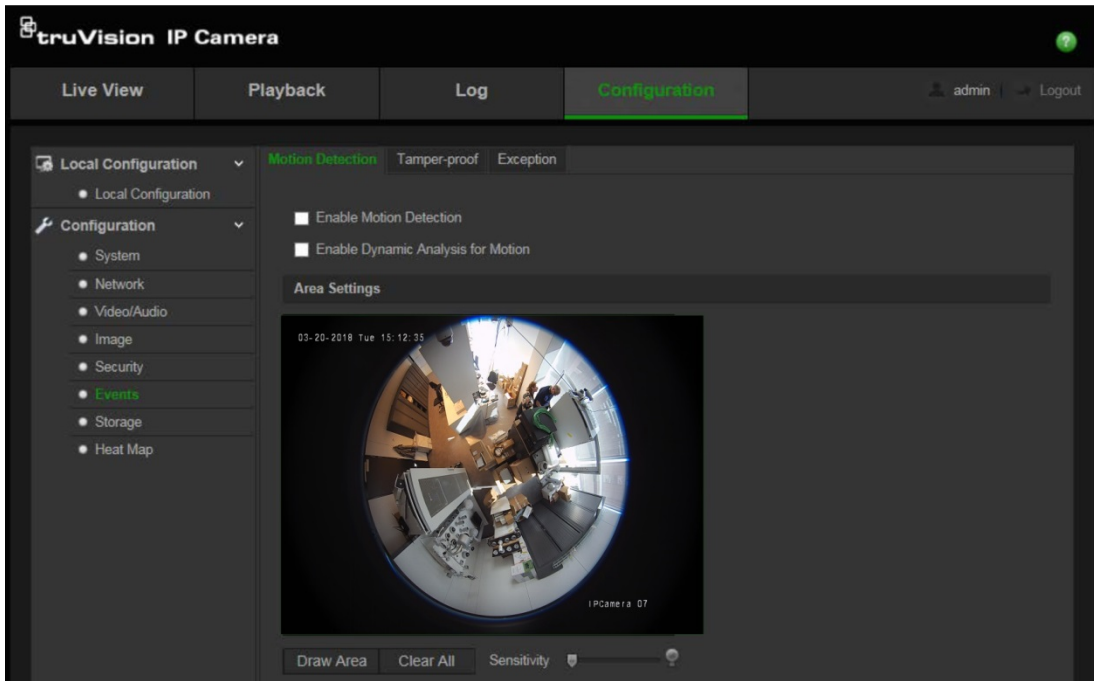 truVision IP Camera
?
Live View Playback Log Configuration admin | Logout
Local Configuration
Local Configuration
Configuration
System
Network
Video/Audio
Image
Security
Events
Storage
Heat Map
Motion Detection Tamper-proof Exception
Enable Motion Detection
Enable Dynamic Analysis for Motion
Area Settings
03-20-2018 Tue 15:12:35
IPCamera 07
Draw Area Clear All Sensitivity